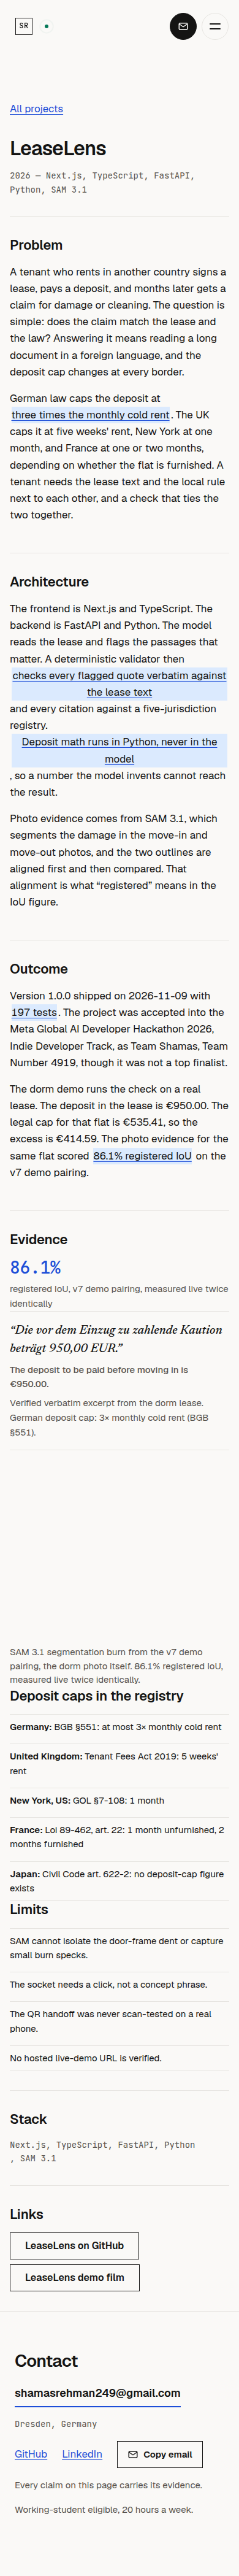 SR
All projects
LeaseLens
2026 — Next.js, TypeScript, FastAPI,
Python, SAM 3.1
Problem
A tenant who rents in another country signs a
lease, pays a deposit, and months later gets a
claim for damage or cleaning. The question is
simple: does the claim match the lease and
the law? Answering it means reading a long
document in a foreign language, and the
deposit cap changes at every border.
German law caps the deposit at
three times the monthly cold rent. The UK
caps it at five weeks' rent, New York at one
month, and France at one or two months,
depending on whether the flat is furnished. A
tenant needs the lease text and the local rule
next to each other, and a check that ties the
two together.
Architecture
The frontend is Next.js and TypeScript. The
backend is FastAPI and Python. The model
reads the lease and flags the passages that
matter. A deterministic validator then
checks every flagged quote verbatim against
the lease text
and every citation against a five-jurisdiction
registry.
Deposit math runs in Python, never in the
model
, so a number the model invents cannot reach
the result.
Photo evidence comes from SAM 3.1, which
segments the damage in the move-in and
move-out photos, and the two outlines are
aligned first and then compared. That
alignment is what “registered” means in the
IoU figure.
Outcome
Version 1.0.0 shipped on 2026-11-09 with
197 tests. The project was accepted into the
Meta Global AI Developer Hackathon 2026,
Indie Developer Track, as Team Shamas, Team
Number 4919, though it was not a top finalist.
The dorm demo runs the check on a real
lease. The deposit in the lease is €950.00. The
legal cap for that flat is €535.41, so the
excess is €414.59. The photo evidence for the
same flat scored 86.1% registered IoU on the
v7 demo pairing.
Evidence
86.1%
registered IoU, v7 demo pairing, measured live twice
identically
“Die vor dem Einzug zu zahlende Kaution
beträgt 950,00 EUR.”
The deposit to be paid before moving in is
€950.00.
Verified verbatim excerpt from the dorm lease.
German deposit cap: 3× monthly cold rent (BGB
§551).
SAM 3.1 segmentation burn from the v7 demo
pairing, the dorm photo itself. 86.1% registered IoU,
measured live twice identically.
Deposit caps in the registry
Germany: BGB §551: at most 3× monthly cold rent
United Kingdom: Tenant Fees Act 2019: 5 weeks'
rent
New York, US: GOL §7-108: 1 month
France: Loi 89-462, art. 22: 1 month unfurnished, 2
months furnished
Japan: Civil Code art. 622-2: no deposit-cap figure
exists
Limits
SAM cannot isolate the door-frame dent or capture
small burn specks.
The socket needs a click, not a concept phrase.
The QR handoff was never scan-tested on a real
phone.
No hosted live-demo URL is verified.
Stack
Next.js, TypeScript, FastAPI, Python
, SAM 3.1
Links
LeaseLens on GitHub
LeaseLens demo film
Contact
shamasrehman249@gmail.com
Dresden, Germany
GitHub LinkedIn Copy email
Every claim on this page carries its evidence.
Working-student eligible, 20 hours a week.